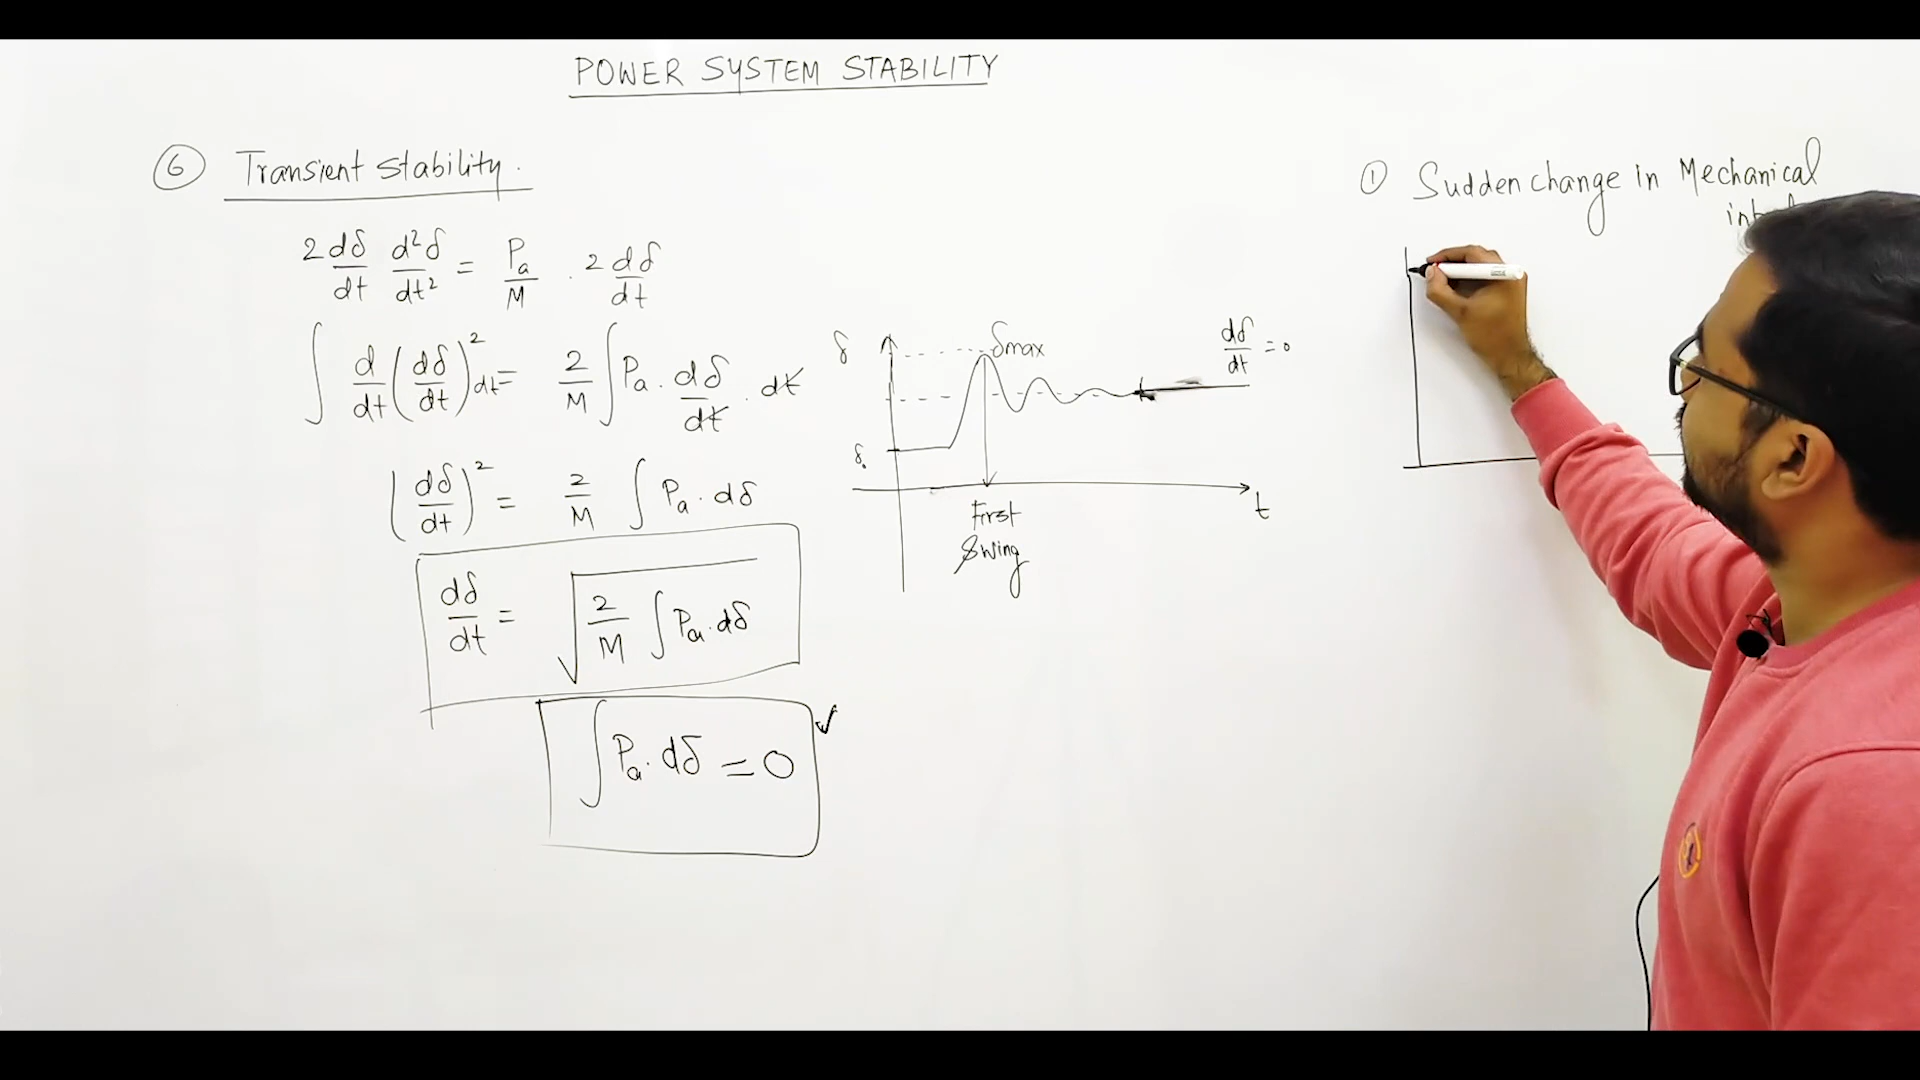 POWER SYSTEM STABILITY
⑥ Transient stability.
2 dδ/dt d²δ/dt² = Pa/M . 2 dδ/dt
∫ d/dt (dδ/dt)² dt = 2/M ∫ Pa . dδ/dt . dt
(dδ/dt)² = 2/M ∫ Pa . dδ
dδ/dt = √(2/M ∫ Pa . dδ)
∫ Pa . dδ = 0 ✓
δ
δmax
dδ/dt = 0
δ.
t
First
Swing
① Sudden change in Mechanical